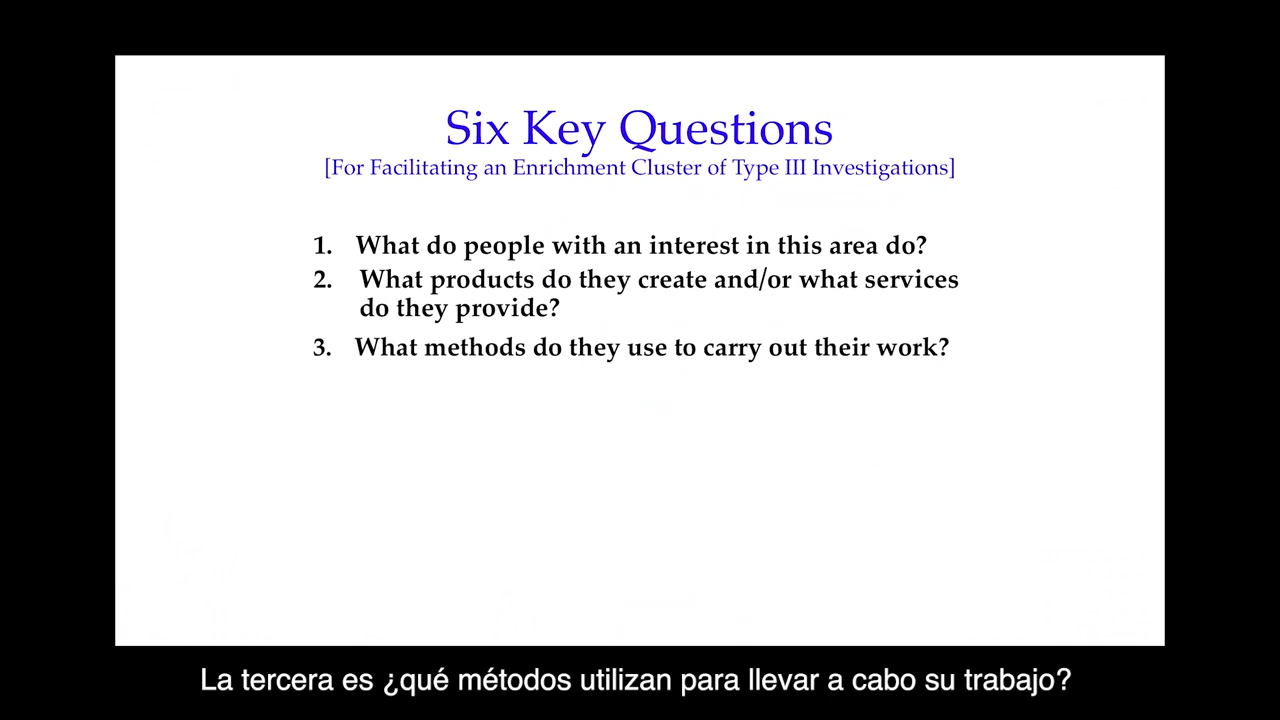 Six Key Questions
[For Facilitating an Enrichment Cluster of Type III Investigations]
1. What do people with an interest in this area do?
2. What products do they create and/or what services
do they provide?
3. What methods do they use to carry out their work?
La tercera es ¿qué métodos utilizan para llevar a cabo su trabajo?